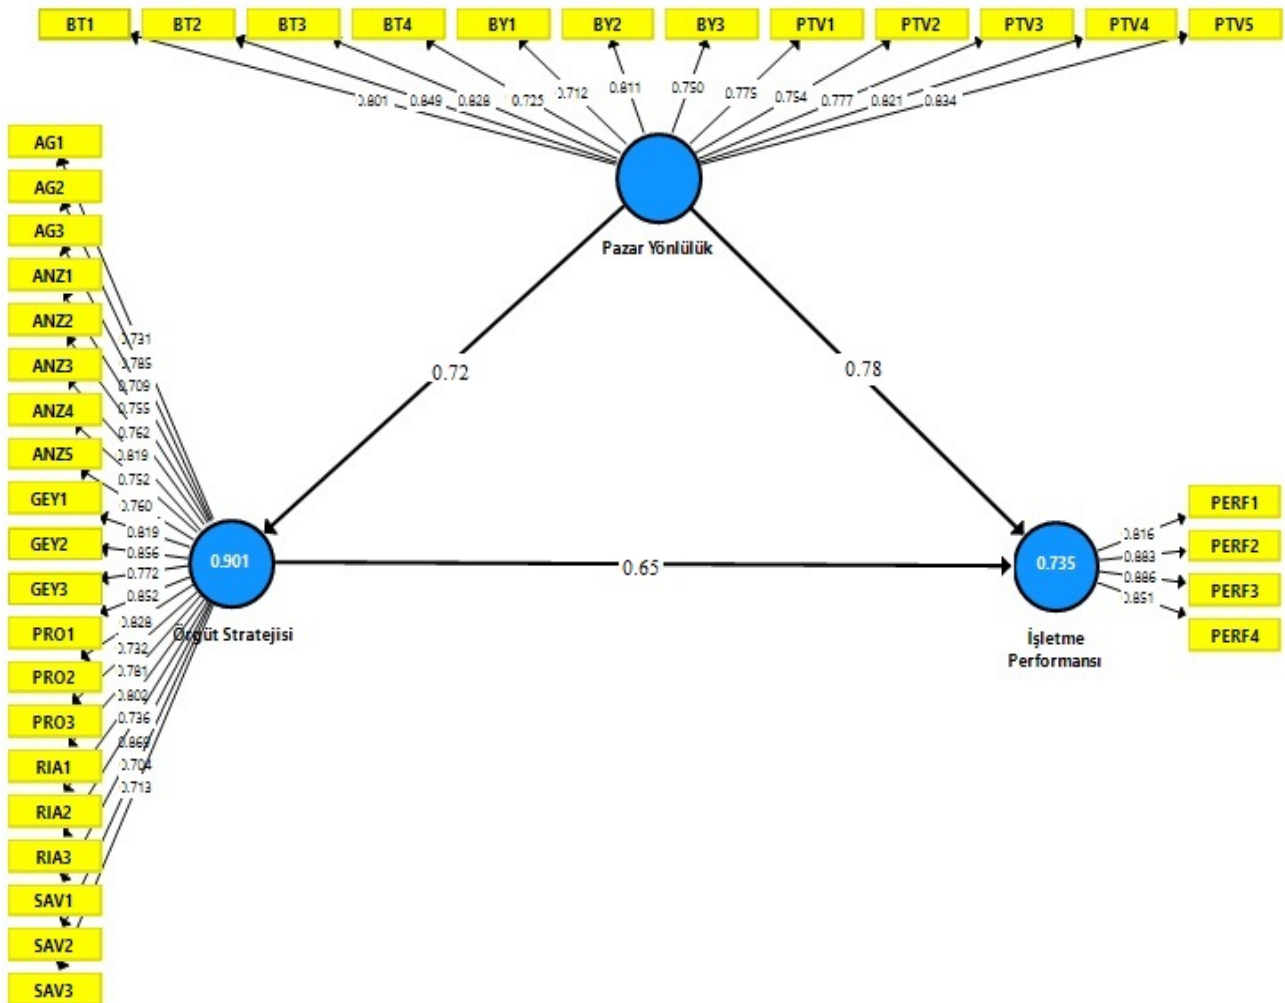 BT1 BT2 BT3 BT4 BY1 BY2 BY3 PTV1 PTV2 PTV3 PTV4 PTV5
0.801 0.849 0.828 0.725 0.712 0.811 0.750 0.775 0.754 0.777 0.821 0.834
Pazar Yönlülük
AG1
AG2
AG3
ANZ1
ANZ2
ANZ3
ANZ4
ANZ5
GEY1
GEY2
GEY3
PRO1
PRO2
PRO3
RIA1
RIA2
RIA3
SAV1
SAV2
SAV3
0.731
0.785
0.709
0.755
0.762
0.819
0.752
0.760
0.819
0.856
0.772
0.852
0.828
0.732
0.781
0.802
0.736
0.704
0.713
0.72
0.78
0.901
Örgüt Stratejisi
0.65
0.735
İşletme
Performansı
0.816
0.883
0.886
0.851
PERF1
PERF2
PERF3
PERF4